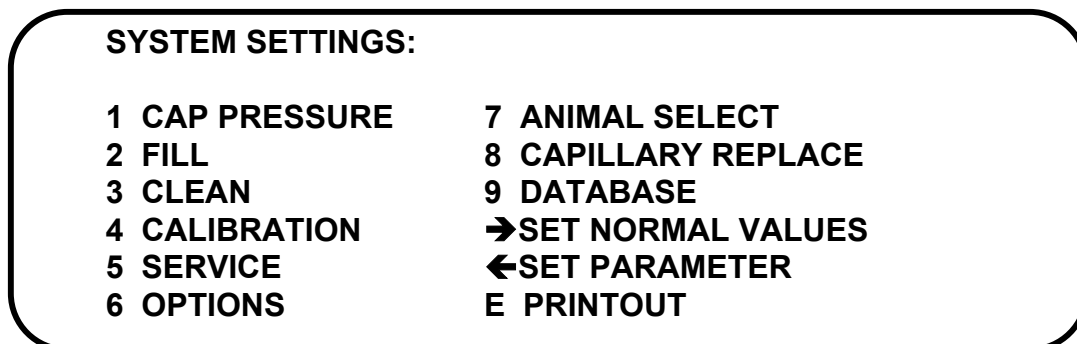 SYSTEM SETTINGS:
1 CAP PRESSURE 7 ANIMAL SELECT
2 FILL 8 CAPILLARY REPLACE
3 CLEAN 9 DATABASE
4 CALIBRATION ➔SET NORMAL VALUES
5 SERVICE 🡸SET PARAMETER
6 OPTIONS E PRINTOUT